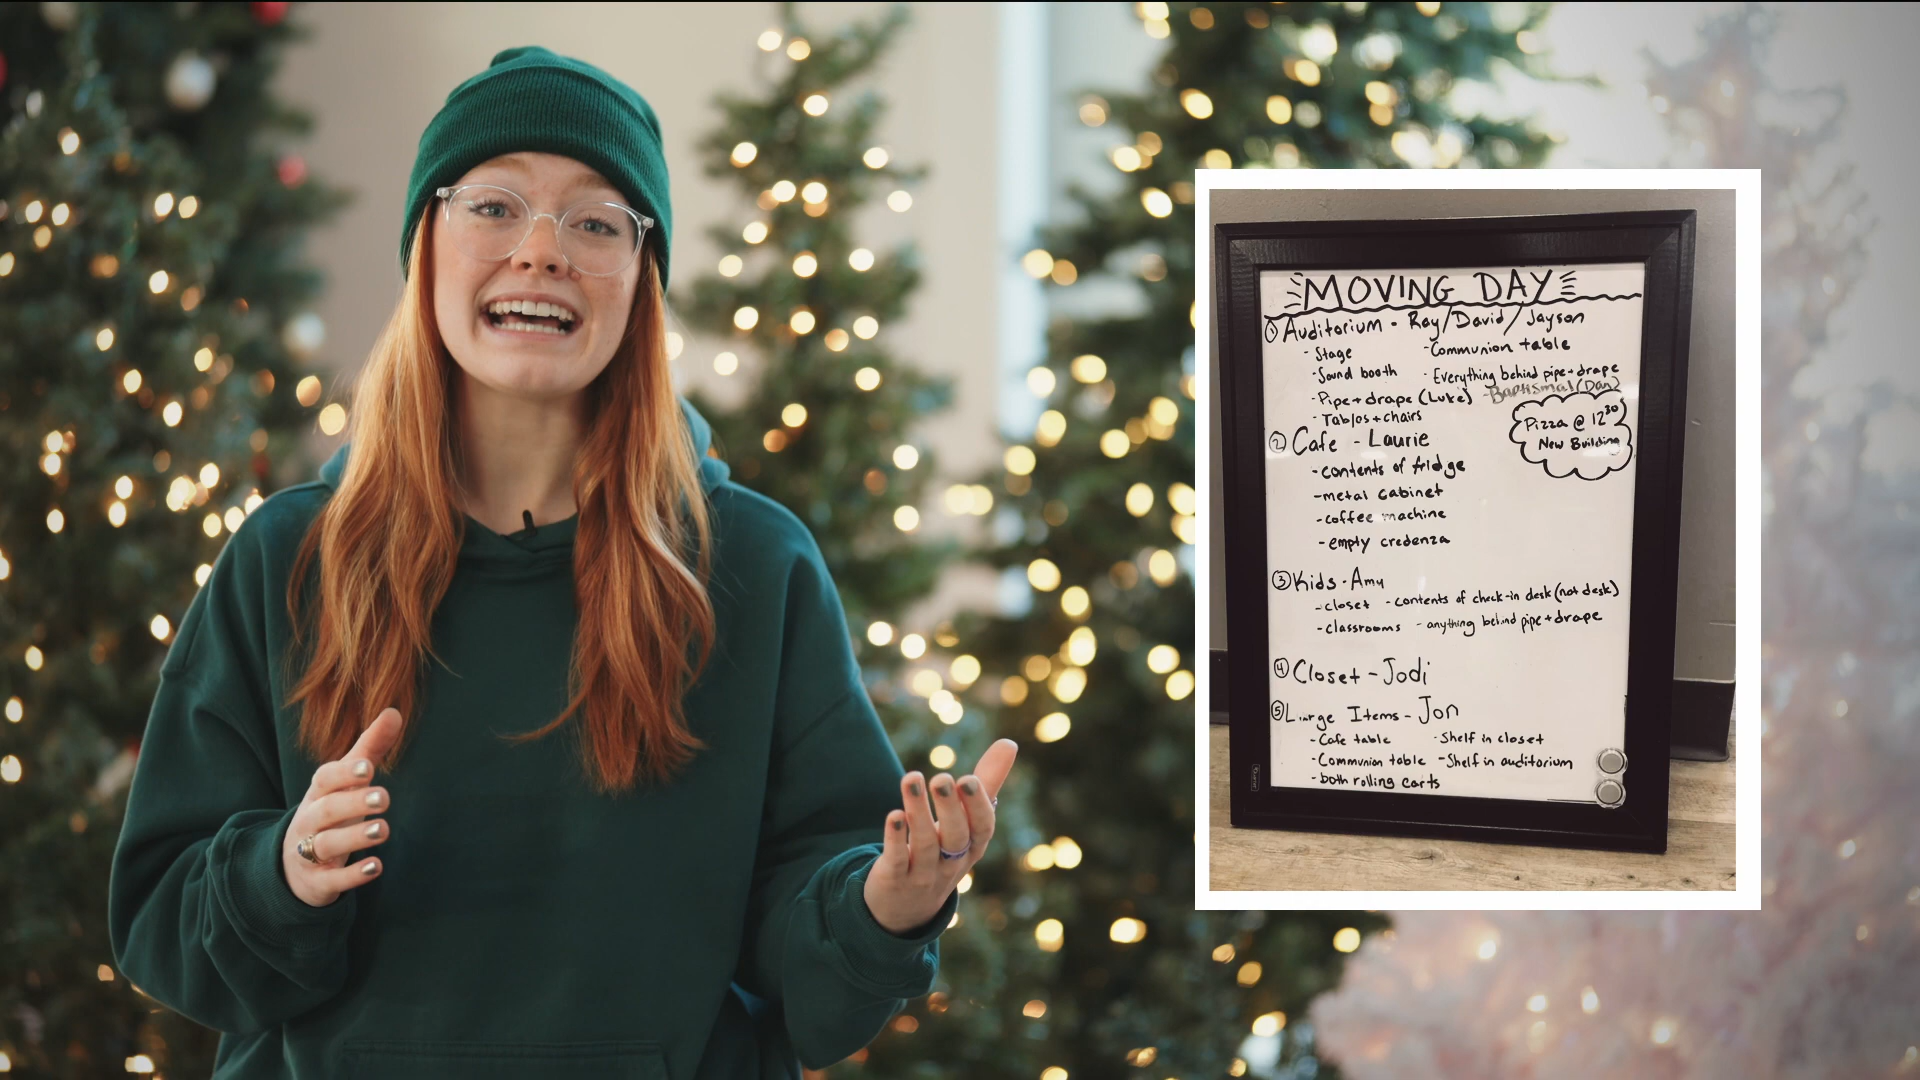 MOVING DAY
① Auditorium - Ray/David/Jayson
- Stage
- Communion table
- Sound booth
- Everything behind pipe + drape
- Pipe + drape (Luke)
- Baptismal (Dan)
- Tables + chairs
Pizza @ 12³⁰
New Building
② Cafe - Laurie
- contents of fridge
- metal cabinet
- coffee machine
- empty credenza
③ Kids - Amy
- closet
- contents of check-in desk (not desk)
- classrooms
- anything behind pipe + drape
④ Closet - Jodi
⑤ Large Items - Jon
- Cafe table
- Shelf in closet
- Communion table
- Shelf in auditorium
- both rolling carts